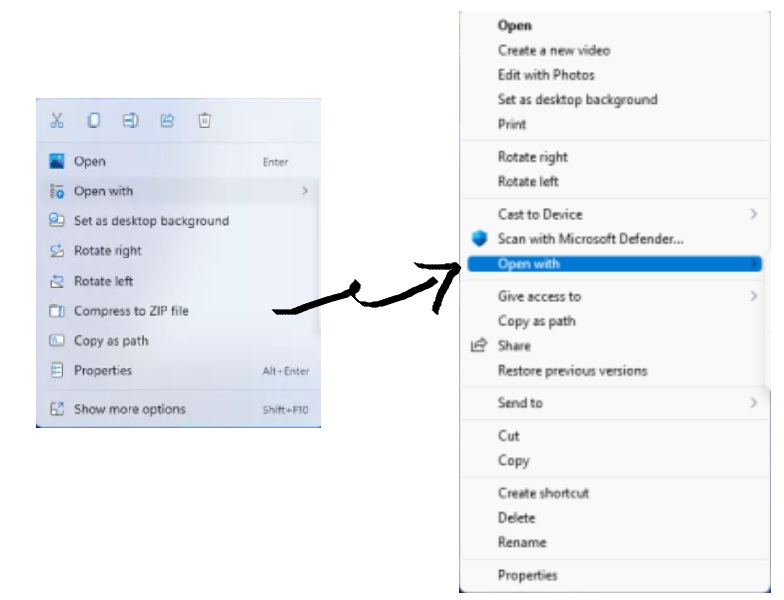 Open Enter
Open with
Set as desktop background
Rotate right
Rotate left
Compress to ZIP file
Copy as path
Properties Alt+Enter
Show more options Shift+F10
Open
Create a new video
Edit with Photos
Set as desktop background
Print
Rotate right
Rotate left
Cast to Device
Scan with Microsoft Defender...
Open with
Give access to
Copy as path
Share
Restore previous versions
Send to
Cut
Copy
Create shortcut
Delete
Rename
Properties